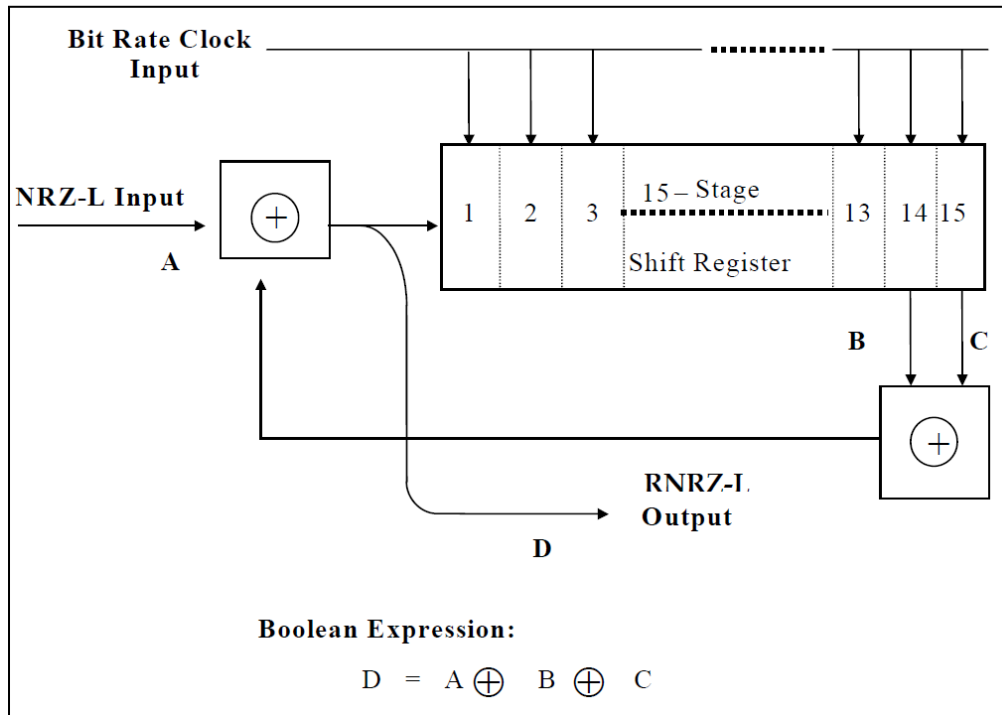 Bit Rate Clock
Input
NRZ-L Input
A
1 2 3 15 – Stage 13 14 15
Shift Register
B C
RNRZ-L
Output
D
Boolean Expression:
D = A ⊕ B ⊕ C